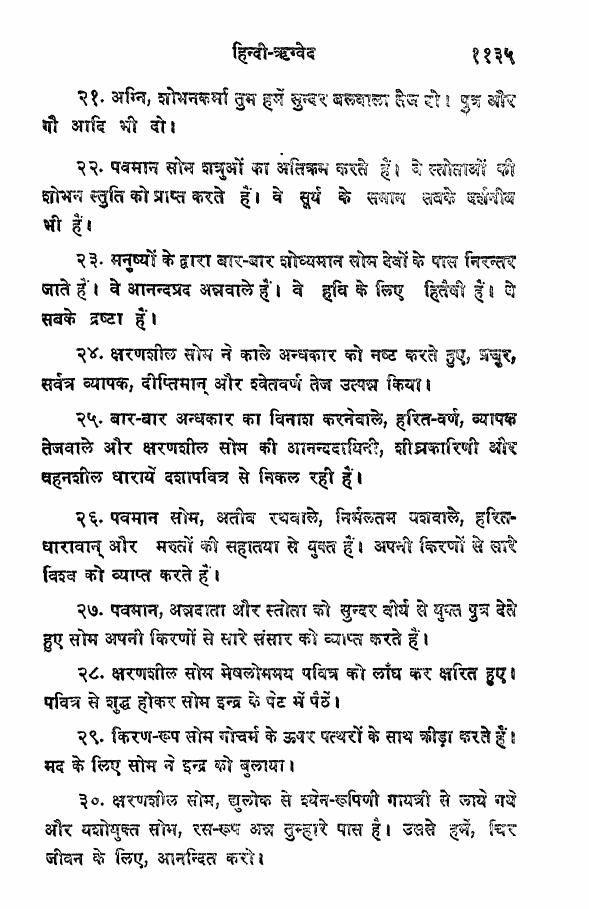 हिन्दी-ऋग्वेद ११३५
२१. अग्नि, शोभनकर्मा तुम हमें सुन्दर बलवाला तेज दो। पुत्र और
गौ आदि भी दो।
२२. पवमान सोम शत्रुओं का अतिक्रम करते हैं। वे स्तोताओं की
शोभन स्तुति को प्राप्त करते हैं। वे सूर्य के समान सबके दर्शनीय
भी हैं।
२३. मनुष्यों के द्वारा बार-बार शोध्यमान सोम देवों के पास निरन्तर
जाते हैं। वे आनन्दप्रद अन्नवाले हैं। वे हवि के लिए हितैषी हैं। वे
सबके द्रष्टा हैं।
२४. क्षरणशील सोम ने काले अन्धकार को नष्ट करते हुए, प्रचुर,
सर्वत्र व्यापक, दीप्तिमान् और श्वेतवर्ण तेज उत्पन्न किया।
२५. बार-बार अन्धकार का विनाश करनेवाले, हरित-वर्ण, व्यापक
तेजवाले और क्षरणशील सोम की आनन्ददायिनी, शीघ्रकारिणी और
वहनशील धारायें दशापवित्र से निकल रही हैं।
२६. पवमान सोम, अतीव रथवाले, निर्मलतम यशवाले, हरित-
धारावान् और मरुतों की सहातया से युक्त हैं। अपनी किरणों से सारे
विश्व को व्याप्त करते हैं।
२७. पवमान, अन्नदाता और स्तोता को सुन्दर वीर्य से युक्त पुत्र देते
हुए सोम अपनी किरणों से सारे संसार को व्याप्त करते हैं।
२८. क्षरणशील सोम मेषलोममय पवित्र को लाँघ कर क्षरित हुए।
पवित्र से शुद्ध होकर सोम इन्द्र के पेट में पैठें।
२९. किरण-रूप सोम गोचर्म के ऊपर पत्थरों के साथ क्रीड़ा करते हैं।
मद के लिए सोम ने इन्द्र को बुलाया।
३०. क्षरणशील सोम, द्युलोक से श्येन-रूपिणी गायत्री से लाये गये
और यशोयुक्त सोम, रस-रूप अन्न तुम्हारे पास है। उससे हमें, चिर
जीवन के लिए, आनन्दित करो।